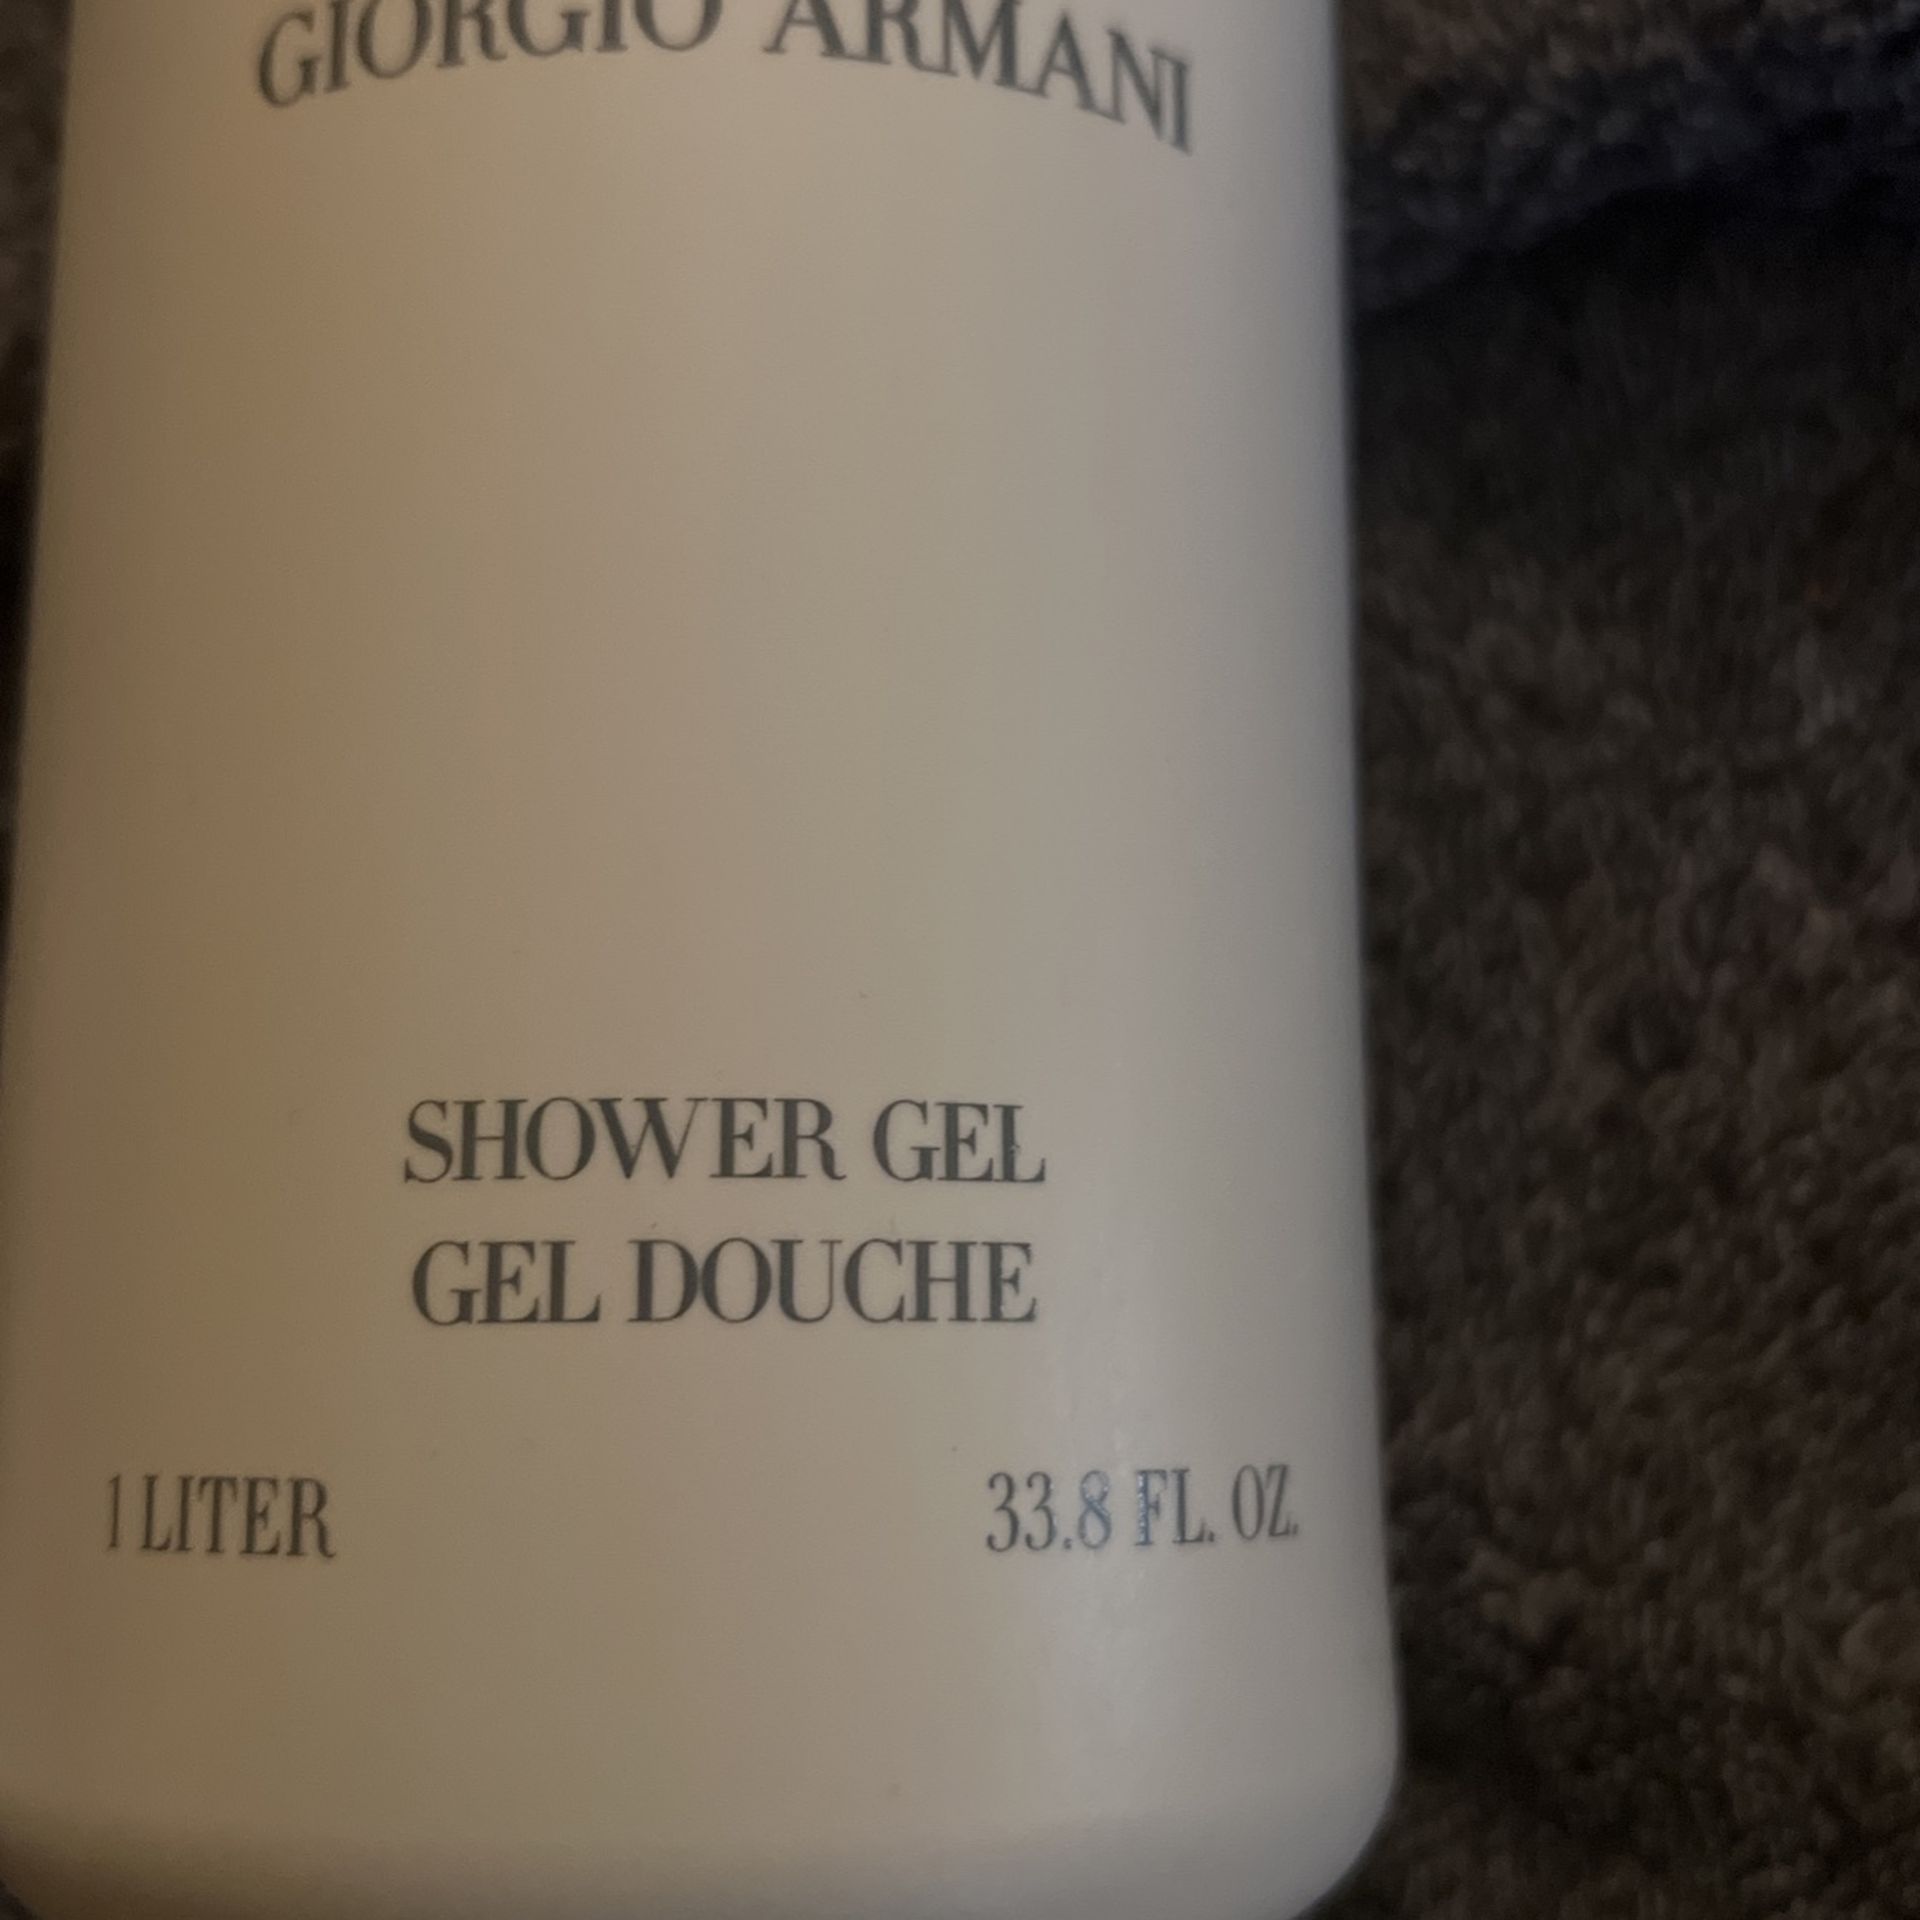 GIORGIO ARMANI
SHOWER GEL
GEL DOUCHE
1 LITER 33.8 FL. OZ.